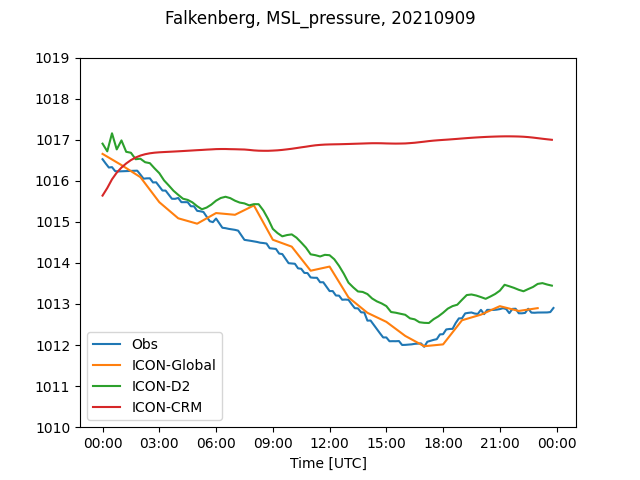 Falkenberg, MSL_pressure, 20210909
1019
1018
1017
1016
1015
1014
1013
1012
1011
1010
Obs
ICON-Global
ICON-D2
ICON-CRM
00:00 03:00 06:00 09:00 12:00 15:00 18:00 21:00 00:00
Time [UTC]